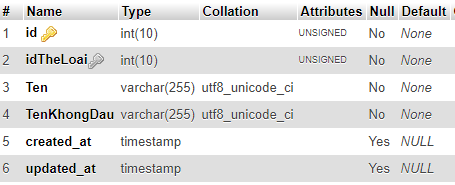 # Name Type Collation Attributes Null Default
1 id int(10) UNSIGNED No None
2 idTheLoai int(10) UNSIGNED No None
3 Ten varchar(255) utf8_unicode_ci No None
4 TenKhongDau varchar(255) utf8_unicode_ci No None
5 created_at timestamp Yes NULL
6 updated_at timestamp Yes NULL